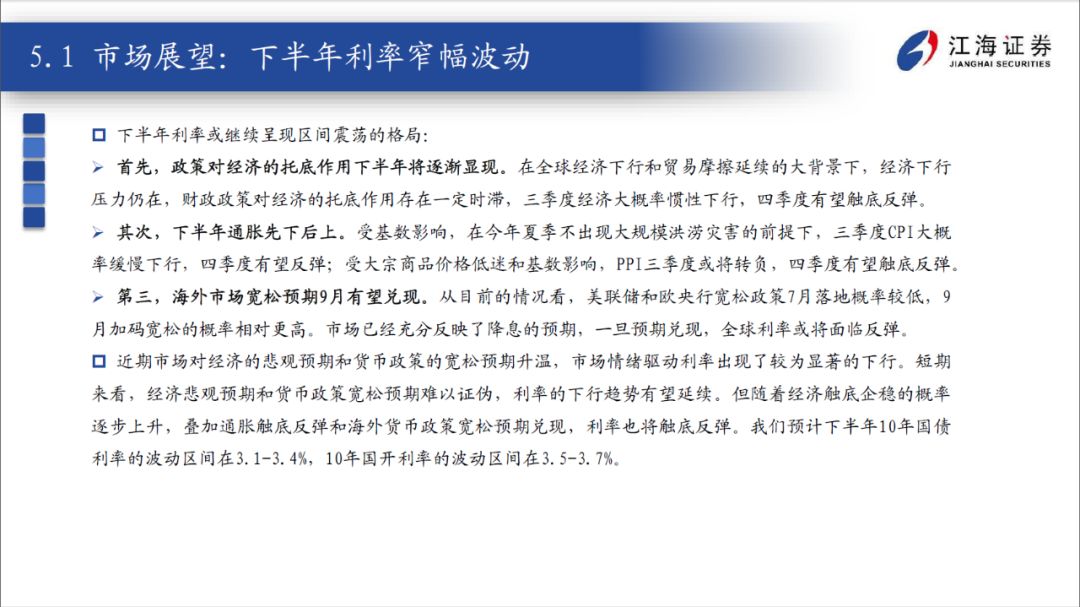 5.1 市场展望：下半年利率窄幅波动
江海证券
JIANGHAI SECURITIES
下半年利率或继续呈现区间震荡的格局：
首先，政策对经济的托底作用下半年将逐渐显现。在全球经济下行和贸易摩擦延续的大背景下，经济下行
压力仍在，财政政策对经济的托底作用存在一定时滞，三季度经济大概率惯性下行，四季度有望触底反弹。
其次，下半年通胀先下后上。受基数影响，在今年夏季不出现大规模洪涝灾害的前提下，三季度CPI大概
率缓慢下行，四季度有望反弹；受大宗商品价格低迷和基数影响，PPI三季度或将转负，四季度有望触底反弹。
第三，海外市场宽松预期9月有望兑现。从目前的情况看，美联储和欧央行宽松政策7月落地概率较低，9
月加码宽松的概率相对更高。市场已经充分反映了降息的预期，一旦预期兑现，全球利率或将面临反弹。
近期市场对经济的悲观预期和货币政策的宽松预期升温，市场情绪驱动利率出现了较为显著的下行。短期
来看，经济悲观预期和货币政策宽松预期难以证伪，利率的下行趋势有望延续。但随着经济触底企稳的概率
逐步上升，叠加通胀触底反弹和海外货币政策宽松预期兑现，利率也将触底反弹。我们预计下半年10年国债
利率的波动区间在3.1-3.4%，10年国开利率的波动区间在3.5-3.7%。